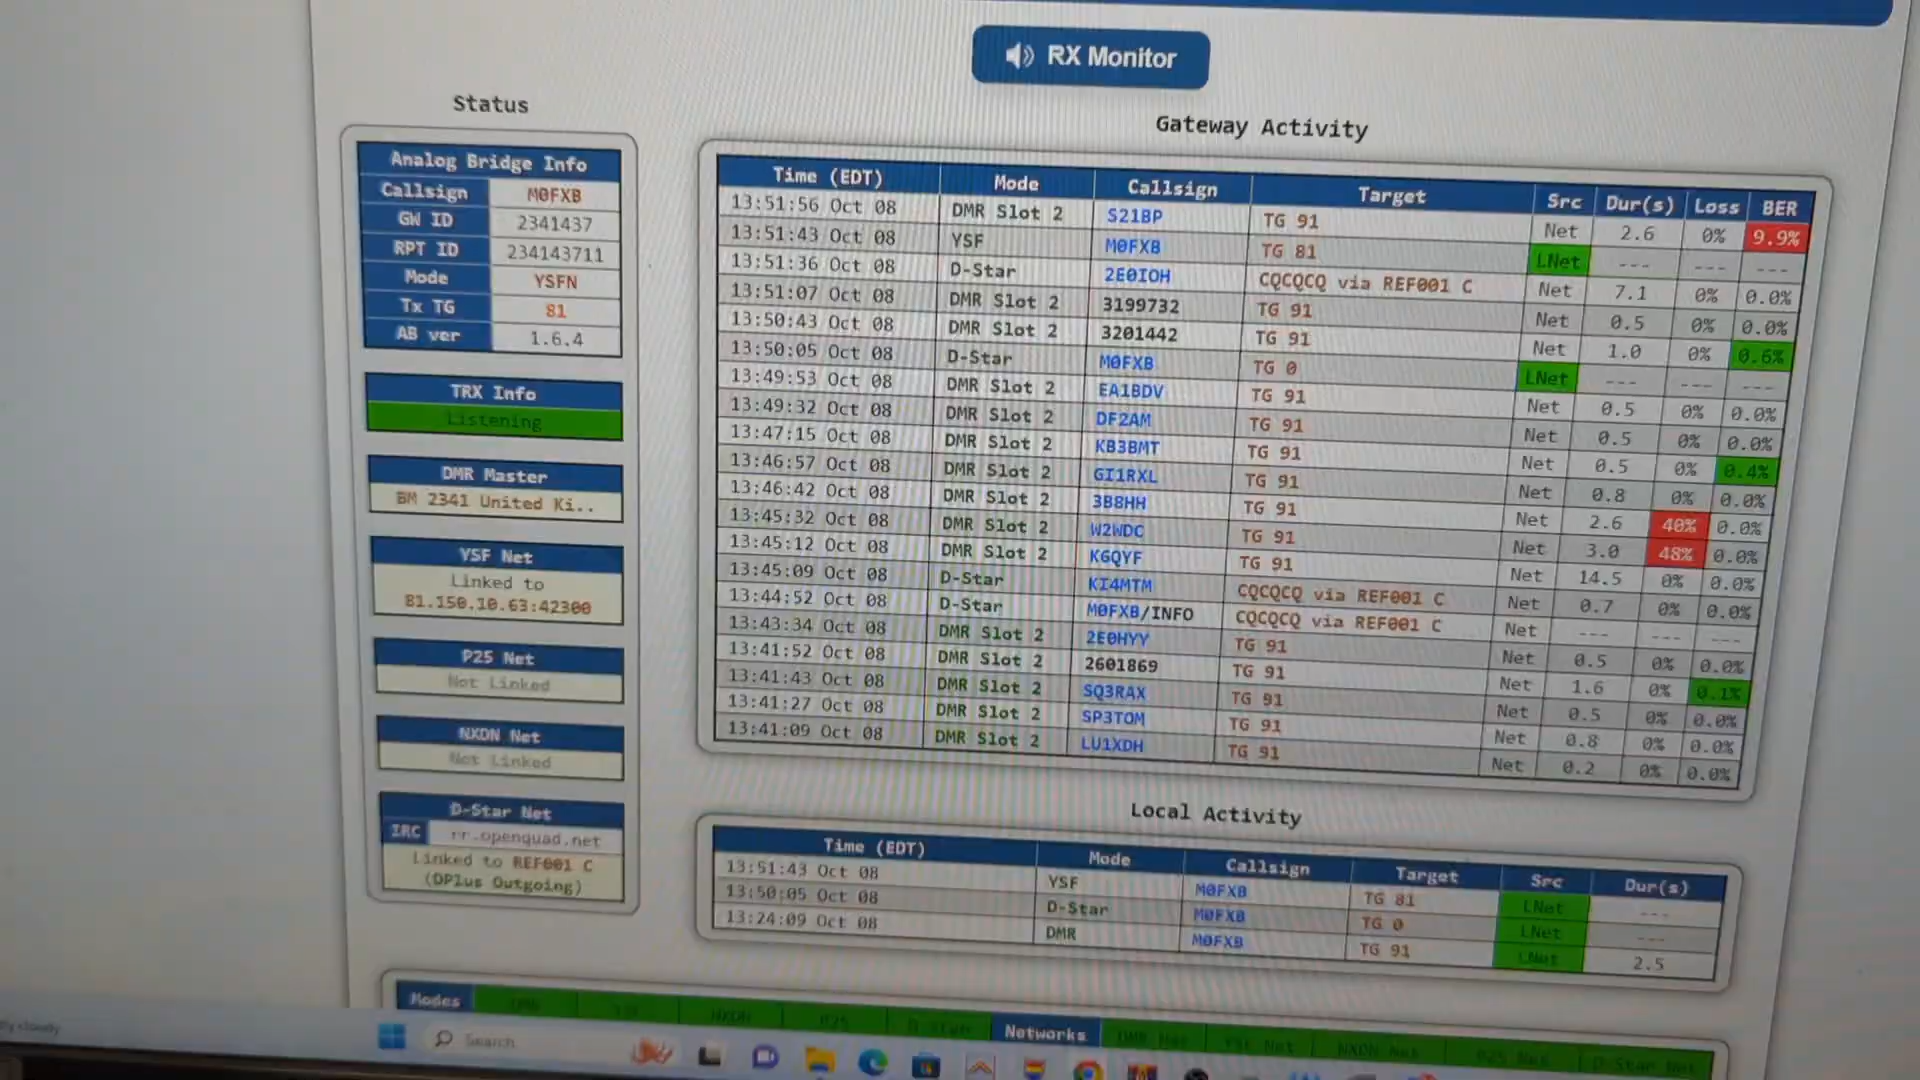 RX Monitor
Status
Analog Bridge Info
Callsign M0FXB
GW ID 2341437
RPT ID 234143711
Mode YSFN
Tx TG 81
AB ver 1.6.4
TRX Info
Listening
DMR Master
BM 2341 United Ki..
YSF Net
Linked to
81.150.10.63:42300
P25 Net
Not Linked
NXDN Net
Not Linked
D-Star Net
IRC rr.openquad.net
Linked to REF001 C
(DPlus Outgoing)
Gateway Activity
Time (EDT) Mode Callsign Target Src Dur(s) Loss BER
13:51:56 Oct 08 DMR Slot 2 S21BP TG 91 Net 2.6 0% 9.9%
13:51:43 Oct 08 YSF M0FXB TG 81 LNet --- --- ---
13:51:36 Oct 08 D-Star 2E0IOH CQCQCQ via REF001 C Net 7.1 0% 0.0%
13:51:07 Oct 08 DMR Slot 2 3199732 TG 91 Net 0.5 0% 0.0%
13:50:43 Oct 08 DMR Slot 2 3201442 TG 91 Net 1.0 0% 0.6%
13:50:05 Oct 08 D-Star M0FXB TG 0 LNet --- --- ---
13:49:53 Oct 08 DMR Slot 2 EA1BDV TG 91 Net 0.5 0% 0.0%
13:49:32 Oct 08 DMR Slot 2 DF2AM TG 91 Net 0.5 0% 0.0%
13:47:15 Oct 08 DMR Slot 2 KB3BMT TG 91 Net 0.5 0% 0.4%
13:46:57 Oct 08 DMR Slot 2 GI1RXL TG 91 Net 0.8 0% 0.0%
13:46:42 Oct 08 DMR Slot 2 3B8HH TG 91 Net 2.6 40% 0.0%
13:45:32 Oct 08 DMR Slot 2 W2WDC TG 91 Net 3.0 48% 0.0%
13:45:12 Oct 08 DMR Slot 2 K6QYF TG 91 Net 14.5 0% 0.0%
13:45:09 Oct 08 D-Star KI4MTM CQCQCQ via REF001 C Net 0.7 0% 0.0%
13:44:52 Oct 08 D-Star M0FXB/INFO CQCQCQ via REF001 C Net --- --- ---
13:43:34 Oct 08 DMR Slot 2 2E0HYY TG 91 Net 0.5 0% 0.0%
13:41:52 Oct 08 DMR Slot 2 2601869 TG 91 Net 1.6 0% 0.1%
13:41:43 Oct 08 DMR Slot 2 SQ3RAX TG 91 Net 0.5 0% 0.0%
13:41:27 Oct 08 DMR Slot 2 SP3TOM TG 91 Net 0.8 0% 0.0%
13:41:09 Oct 08 DMR Slot 2 LU1XDH TG 91 Net 0.2 0% 0.0%
Local Activity
Time (EDT) Mode Callsign Target Src Dur(s)
13:51:43 Oct 08 YSF M0FXB TG 81 LNet ---
13:50:05 Oct 08 D-Star M0FXB TG 0 LNet ---
13:24:09 Oct 08 DMR M0FXB TG 91 LNet 2.5
Modes DMR YSF NXDN P25 D-Star Networks DMR Net YSF Net NXDN Net P25 Net D-Star Net
cloudy
Search